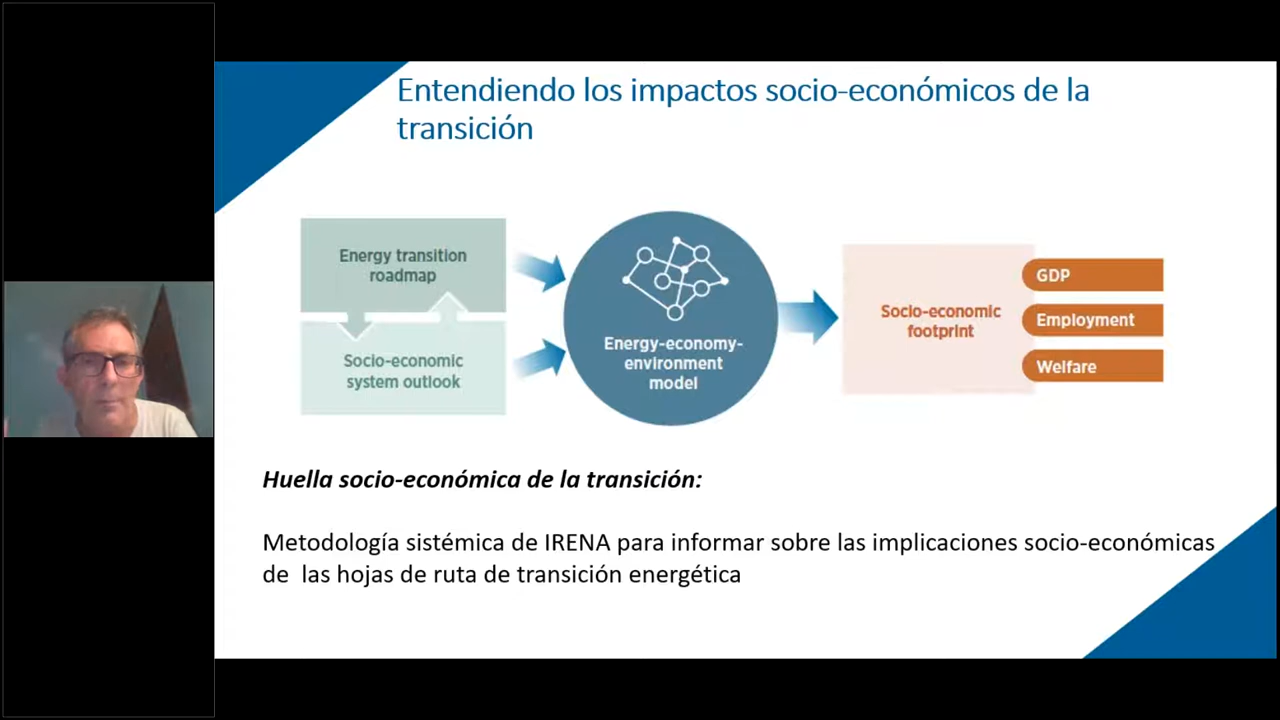 Entendiendo los impactos socio-económicos de la
transición
Energy transition
roadmap
Socio-economic
system outlook
Energy-economy-
environment
model
Socio-economic
footprint
GDP
Employment
Welfare
Huella socio-económica de la transición:
Metodología sistémica de IRENA para informar sobre las implicaciones socio-económicas
de  las hojas de ruta de transición energética